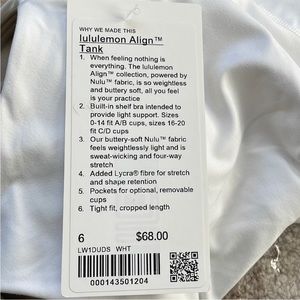 WHY WE MADE THIS
lululemon Align™
Tank
1. When feeling nothing is
everything. The lululemon
Align™ collection, powered by
Nulu™ fabric, is so weightless
and buttery soft, all you feel
is your practice
2. Built-in shelf bra intended to
provide light support. Sizes
0-14 fit A/B cups, sizes 16-20
fit C/D cups
3. Our buttery-soft Nulu™ fabric
feels weightlessly light and is
sweat-wicking and four-way
stretch
4. Added Lycra® fibre for stretch
and shape retention
5. Pockets for optional, removable
cups
6. Tight fit, cropped length
6 $68.00
LW1DUDS WHT
000143501204